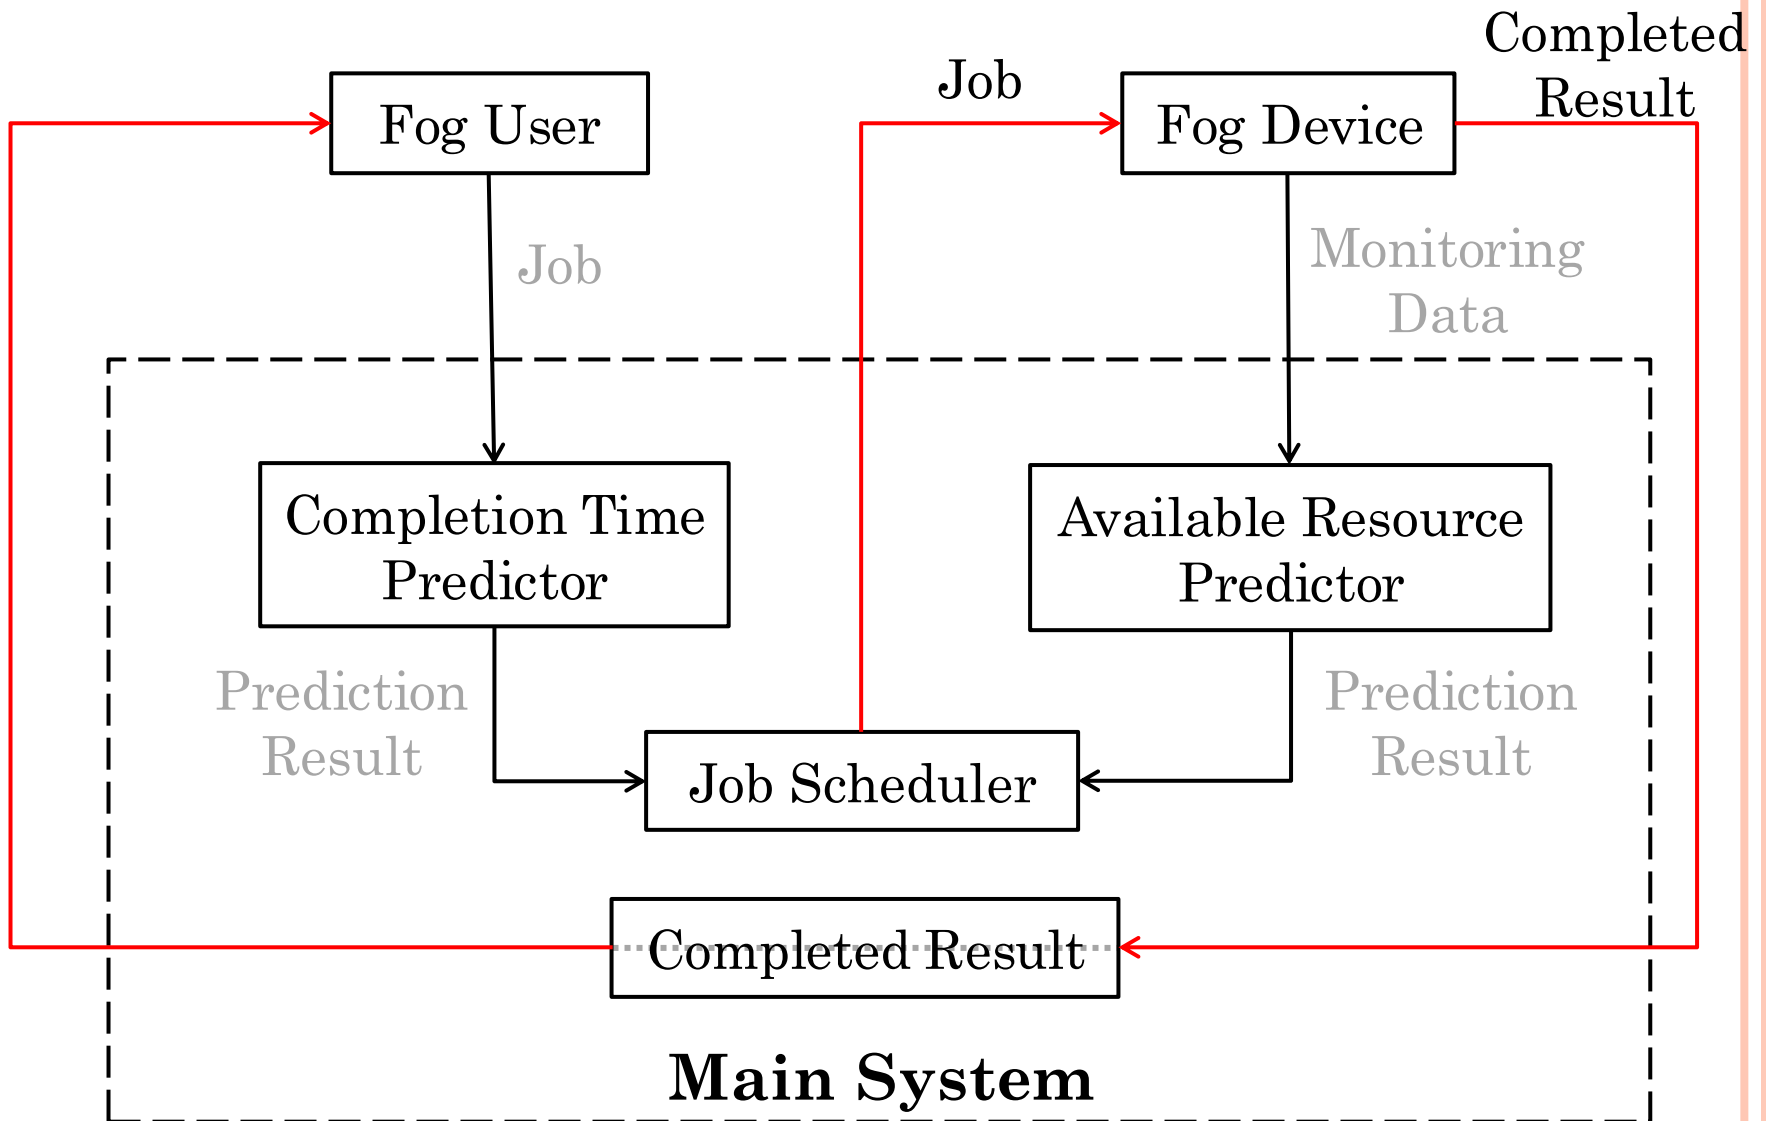 Completed
Result
Job
Fog User
Fog Device
Job
Monitoring
Data
Completion Time
Predictor
Available Resource
Predictor
Prediction
Result
Prediction
Result
Job Scheduler
Completed Result
Main System